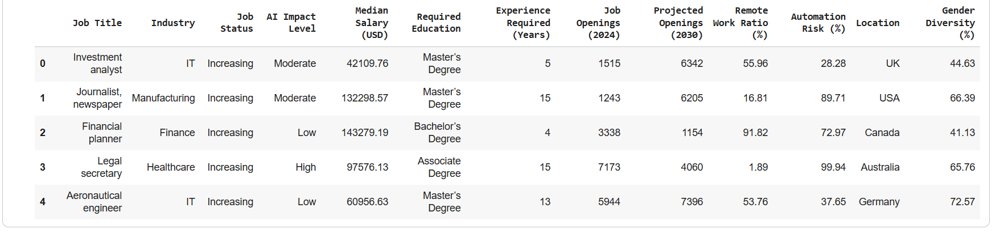 Job Title Industry Job Status AI Impact Level Median Salary (USD) Required Education Experience Required (Years) Job Openings (2024) Projected Openings (2030) Remote Work Ratio (%) Automation Risk (%) Location Gender Diversity (%)
0 Investment analyst IT Increasing Moderate 42109.76 Master’s Degree 5 1515 6342 55.96 28.28 UK 44.63
1 Journalist, newspaper Manufacturing Increasing Moderate 132298.57 Master’s Degree 15 1243 6205 16.81 89.71 USA 66.39
2 Financial planner Finance Increasing Low 143279.19 Bachelor’s Degree 4 3338 1154 91.82 72.97 Canada 41.13
3 Legal secretary Healthcare Increasing High 97576.13 Associate Degree 15 7173 4060 1.89 99.94 Australia 65.76
4 Aeronautical engineer IT Increasing Low 60956.63 Master’s Degree 13 5944 7396 53.76 37.65 Germany 72.57